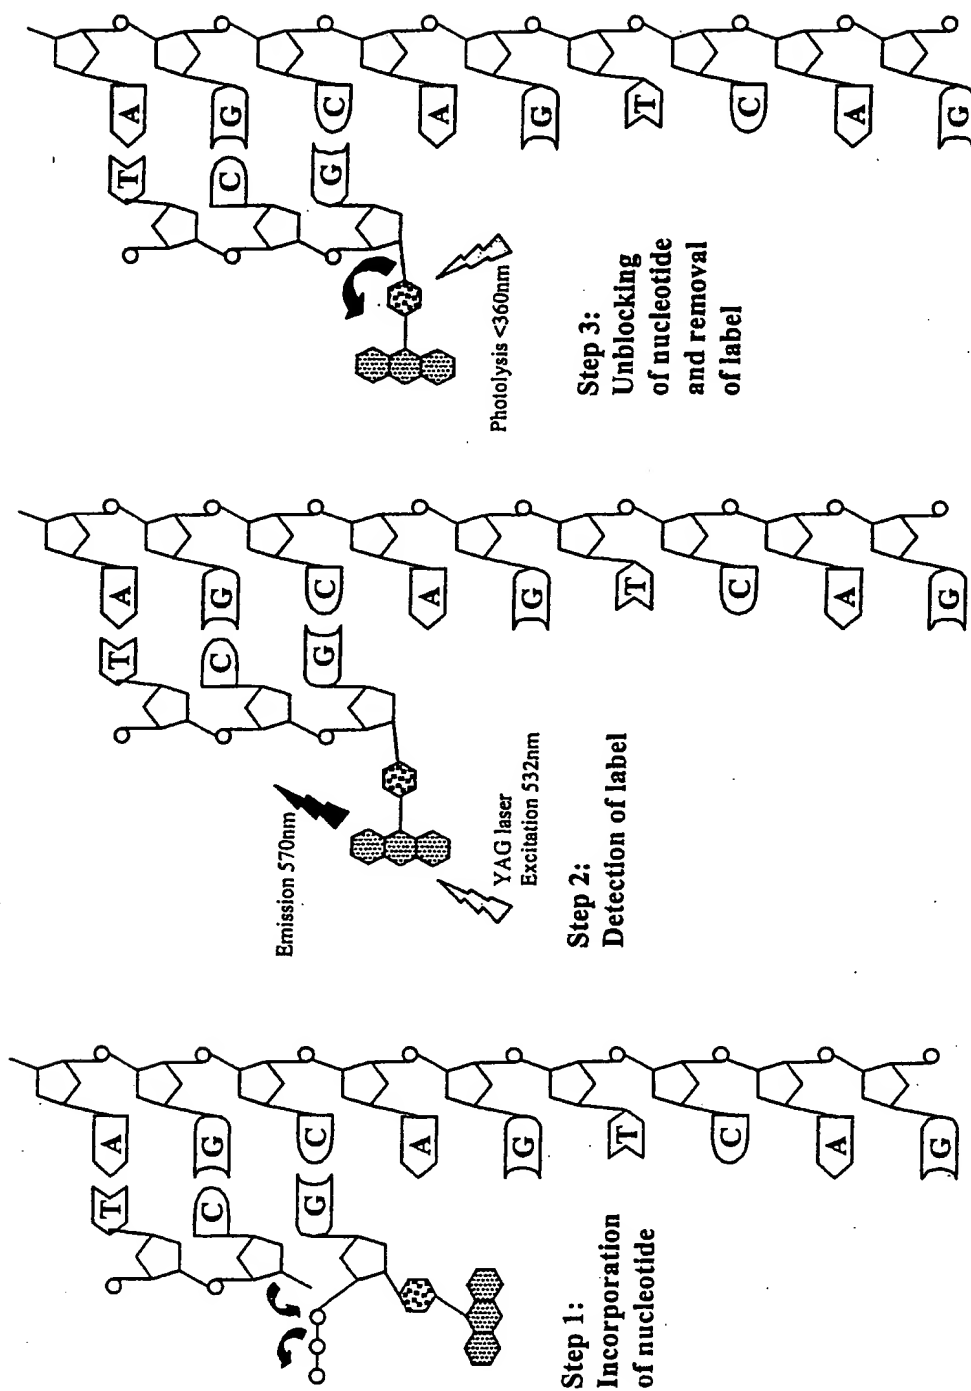 T A
C G
G C
A
G
T
C
A
G
Step 1:
Incorporation
of nucleotide
T A
C G
G C
A
G
T
C
A
G
Emission 570nm
YAG laser
Excitation 532nm
Step 2:
Detection of label
T A
C G
G C
A
G
T
C
A
G
Photolysis <360nm
Step 3:
Unblocking
of nucleotide
and removal
of label